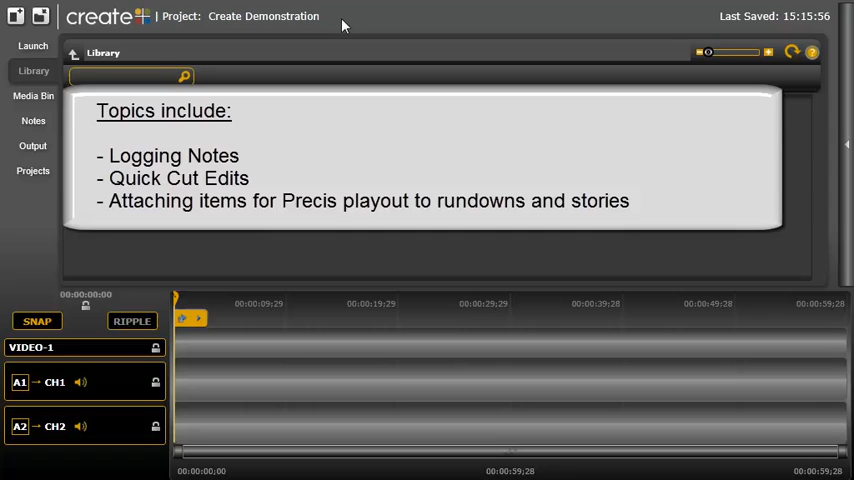 create | Project: Create Demonstration
Last Saved: 15:15:56
Launch
Library
Media Bin
Notes
Output
Projects
Library
?
Topics include:
- Logging Notes
- Quick Cut Edits
- Attaching items for Precis playout to rundowns and stories
00:00:00;00
00:00:09;29
00:00:19;29
00:00:29;29
00:00:39;28
00:00:49;28
00:00:59;28
SNAP
RIPPLE
VIDEO-1
A1 → CH1
A2 → CH2
00:00:00;00
00:00:59;28
00:00:59;28